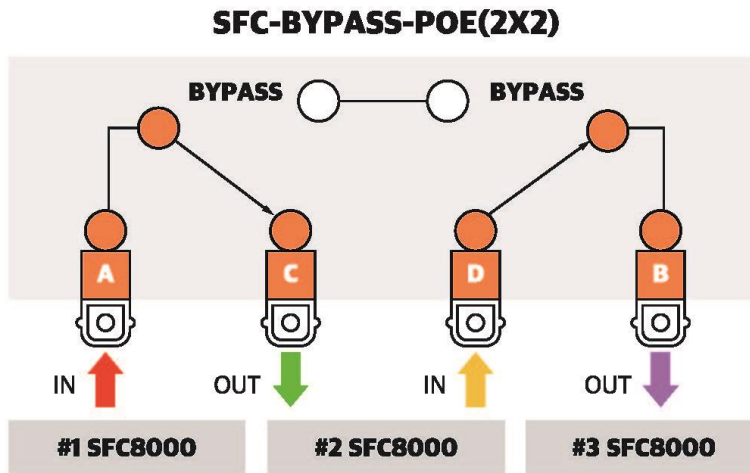 SFC-BYPASS-POE(2X2)
BYPASS BYPASS
A C D B
IN OUT IN OUT
#1 SFC8000 #2 SFC8000 #3 SFC8000